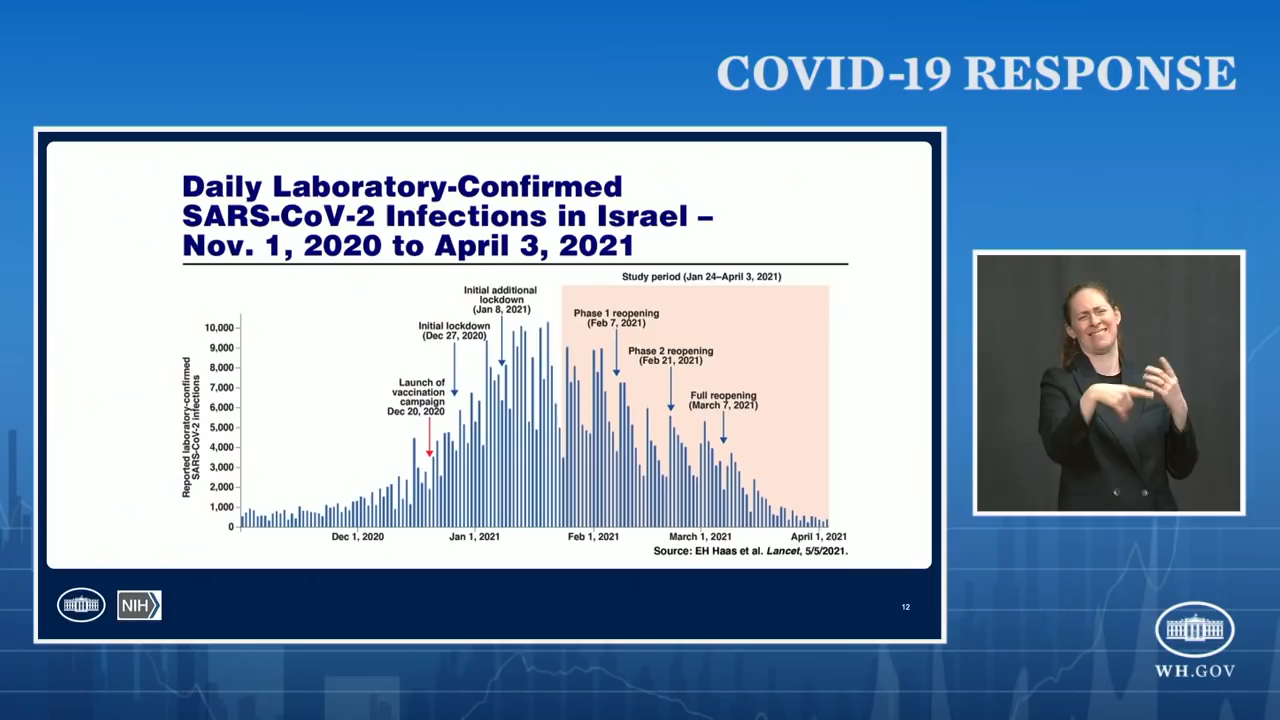 COVID-19 RESPONSE
Daily Laboratory-Confirmed
SARS-CoV-2 Infections in Israel –
Nov. 1, 2020 to April 3, 2021
Study period (Jan 24–April 3, 2021)
Initial additional
lockdown
(Jan 8, 2021)
Initial lockdown
(Dec 27, 2020)
Launch of
vaccination
campaign
Dec 20, 2020
Phase 1 reopening
(Feb 7, 2021)
Phase 2 reopening
(Feb 21, 2021)
Full reopening
(March 7, 2021)
Reported laboratory-confirmed
SARS-CoV-2 infections
10,000
9,000
8,000
7,000
6,000
5,000
4,000
3,000
2,000
1,000
0
Dec 1, 2020
Jan 1, 2021
Feb 1, 2021
March 1, 2021
April 1, 2021
Source: EH Haas et al. Lancet, 5/5/2021.
NIH
12
WH.GOV